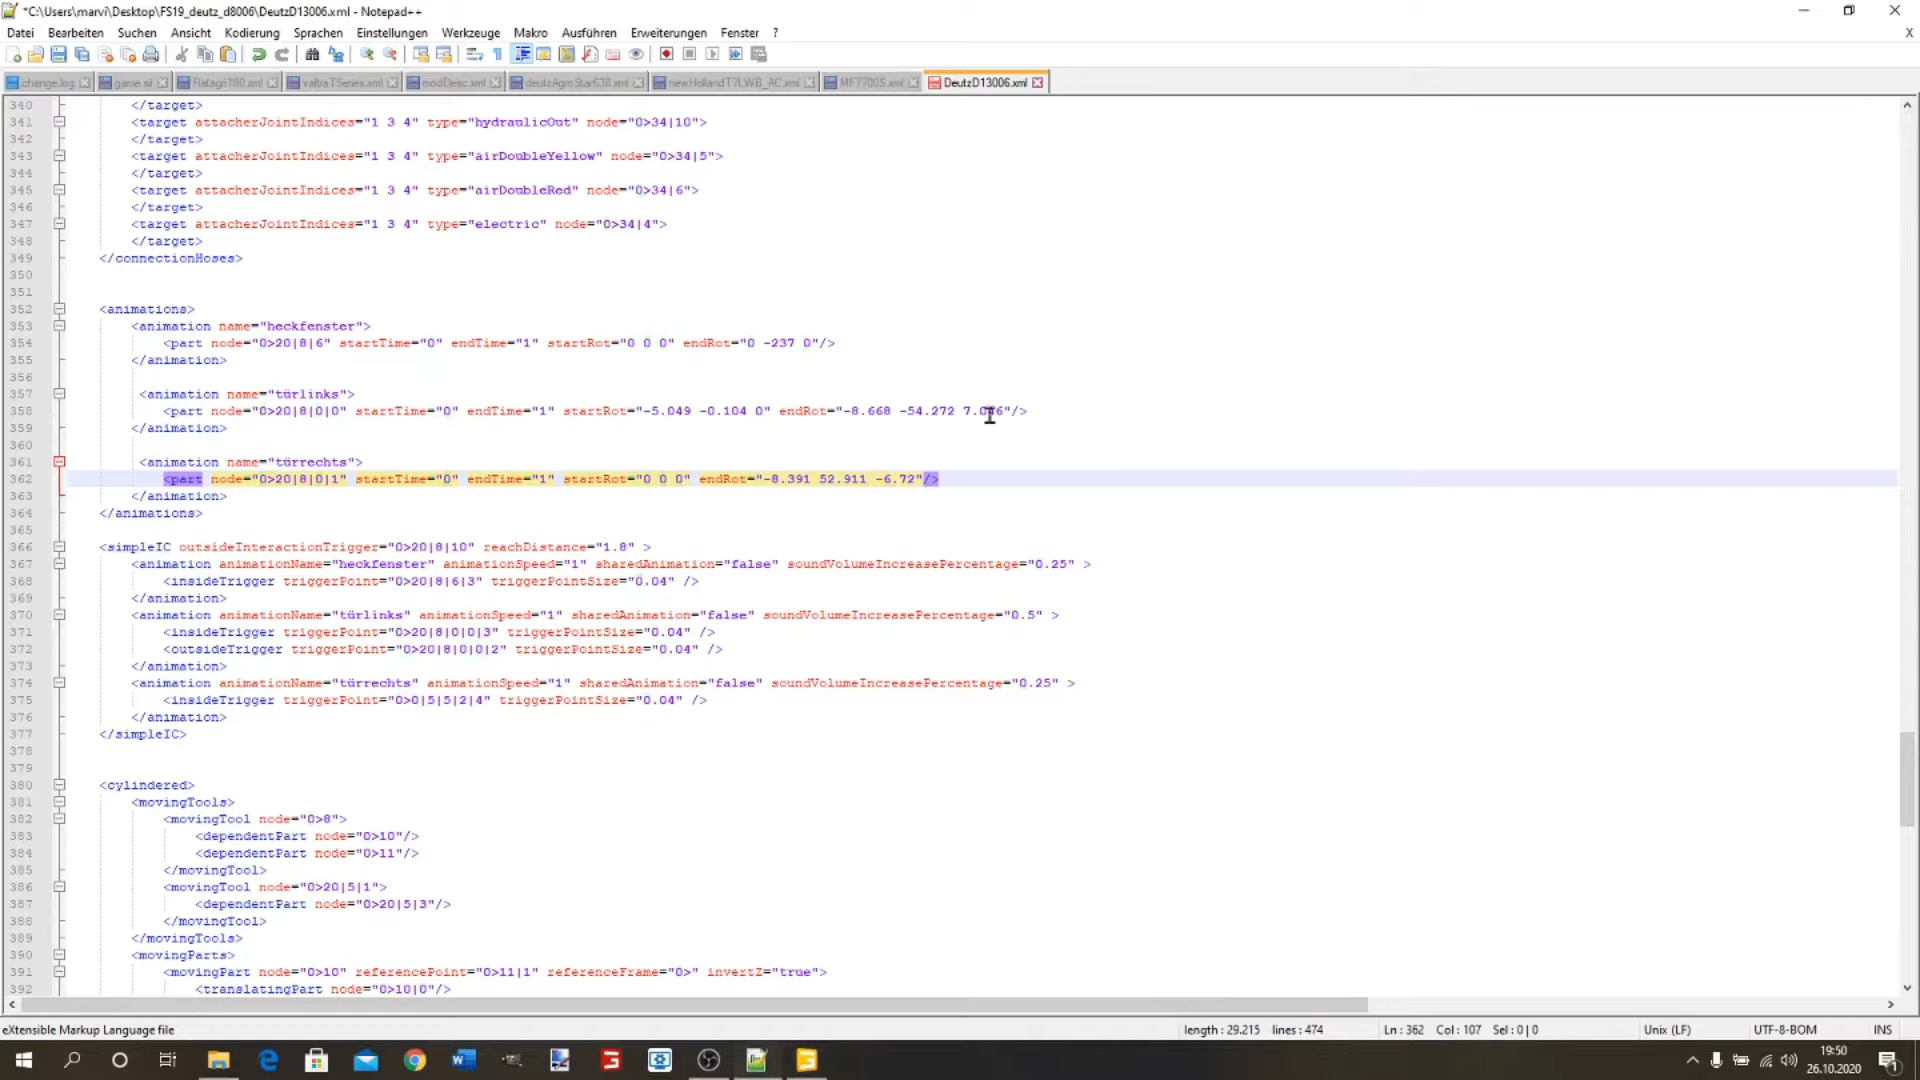 *C:\Users\marvi\Desktop\FS19_deutz_d8006\DeutzD13006.xml - Notepad++
Datei Bearbeiten Suchen Ansicht Kodierung Sprachen Einstellungen Werkzeuge Makro Ausführen Erweiterungen Fenster ?
X
change.log game.sii Fiatagri180.xml valtraTSeries.xml modDesc.xml deutzAgroStar638.xml newHollandT7LWB_AC.xml MF7700S.xml DeutzD13006.xml
340 </target>
341 <target attacherJointIndices="1 3 4" type="hydraulicOut" node="0>34|10">
342 </target>
343 <target attacherJointIndices="1 3 4" type="airDoubleYellow" node="0>34|5">
344 </target>
345 <target attacherJointIndices="1 3 4" type="airDoubleRed" node="0>34|6">
346 </target>
347 <target attacherJointIndices="1 3 4" type="electric" node="0>34|4">
348 </target>
349 </connectionHoses>
350
351
352 <animations>
353 <animation name="heckfenster">
354 <part node="0>20|8|6" startTime="0" endTime="1" startRot="0 0 0" endRot="0 -237 0"/>
355 </animation>
356
357 <animation name="türlinks">
358 <part node="0>20|8|0|0" startTime="0" endTime="1" startRot="-5.049 -0.104 0" endRot="-8.668 -54.272
359 </animation>
360
361 <animation name="türrechts">
362 <part node="0>20|8|0|1" startTime="0" endTime="1" startRot="0 0 0" endRot="-8.391 52.911 -6.72"/>
363 </animation>
364 </animations>
365
366 <simpleIC outsideInteractionTrigger="0>20|8|10" reachDistance="1.8" >
367 <animation animationName="heckfenster" animationSpeed="1" sharedAnimation="false" soundVolumeIncreasePercentage="0.25" >
368 <insideTrigger triggerPoint="0>20|8|6|3" triggerPointSize="0.04" />
369 </animation>
370 <animation animationName="türlinks" animationSpeed="1" sharedAnimation="false" soundVolumeIncreasePercentage="0.5" >
371 <insideTrigger triggerPoint="0>20|8|0|0|3" triggerPointSize="0.04" />
372 <outsideTrigger triggerPoint="0>20|8|0|0|2" triggerPointSize="0.04" />
373 </animation>
374 <animation animationName="türrechts" animationSpeed="1" sharedAnimation="false" soundVolumeIncreasePercentage="0.25" >
375 <insideTrigger triggerPoint="0>0|5|5|2|4" triggerPointSize="0.04" />
376 </animation>
377 </simpleIC>
378
379
380 <cylindered>
381 <movingTools>
382 <movingTool node="0>8">
383 <dependentPart node="0>10"/>
384 <dependentPart node="0>11"/>
385 </movingTool>
386 <movingTool node="0>20|5|1">
387 <dependentPart node="0>20|5|3"/>
388 </movingTool>
389 </movingTools>
390 <movingParts>
391 <movingPart node="0>10" referencePoint="0>11|1" referenceFrame="0>" invertZ="true">
392 <translatingPart node="0>10|0"/>
eXtensible Markup Language file length : 29.215 lines : 474 Ln : 362 Col : 107 Sel : 0 | 0 Unix (LF) UTF-8-BOM INS
19:50
26.10.2020